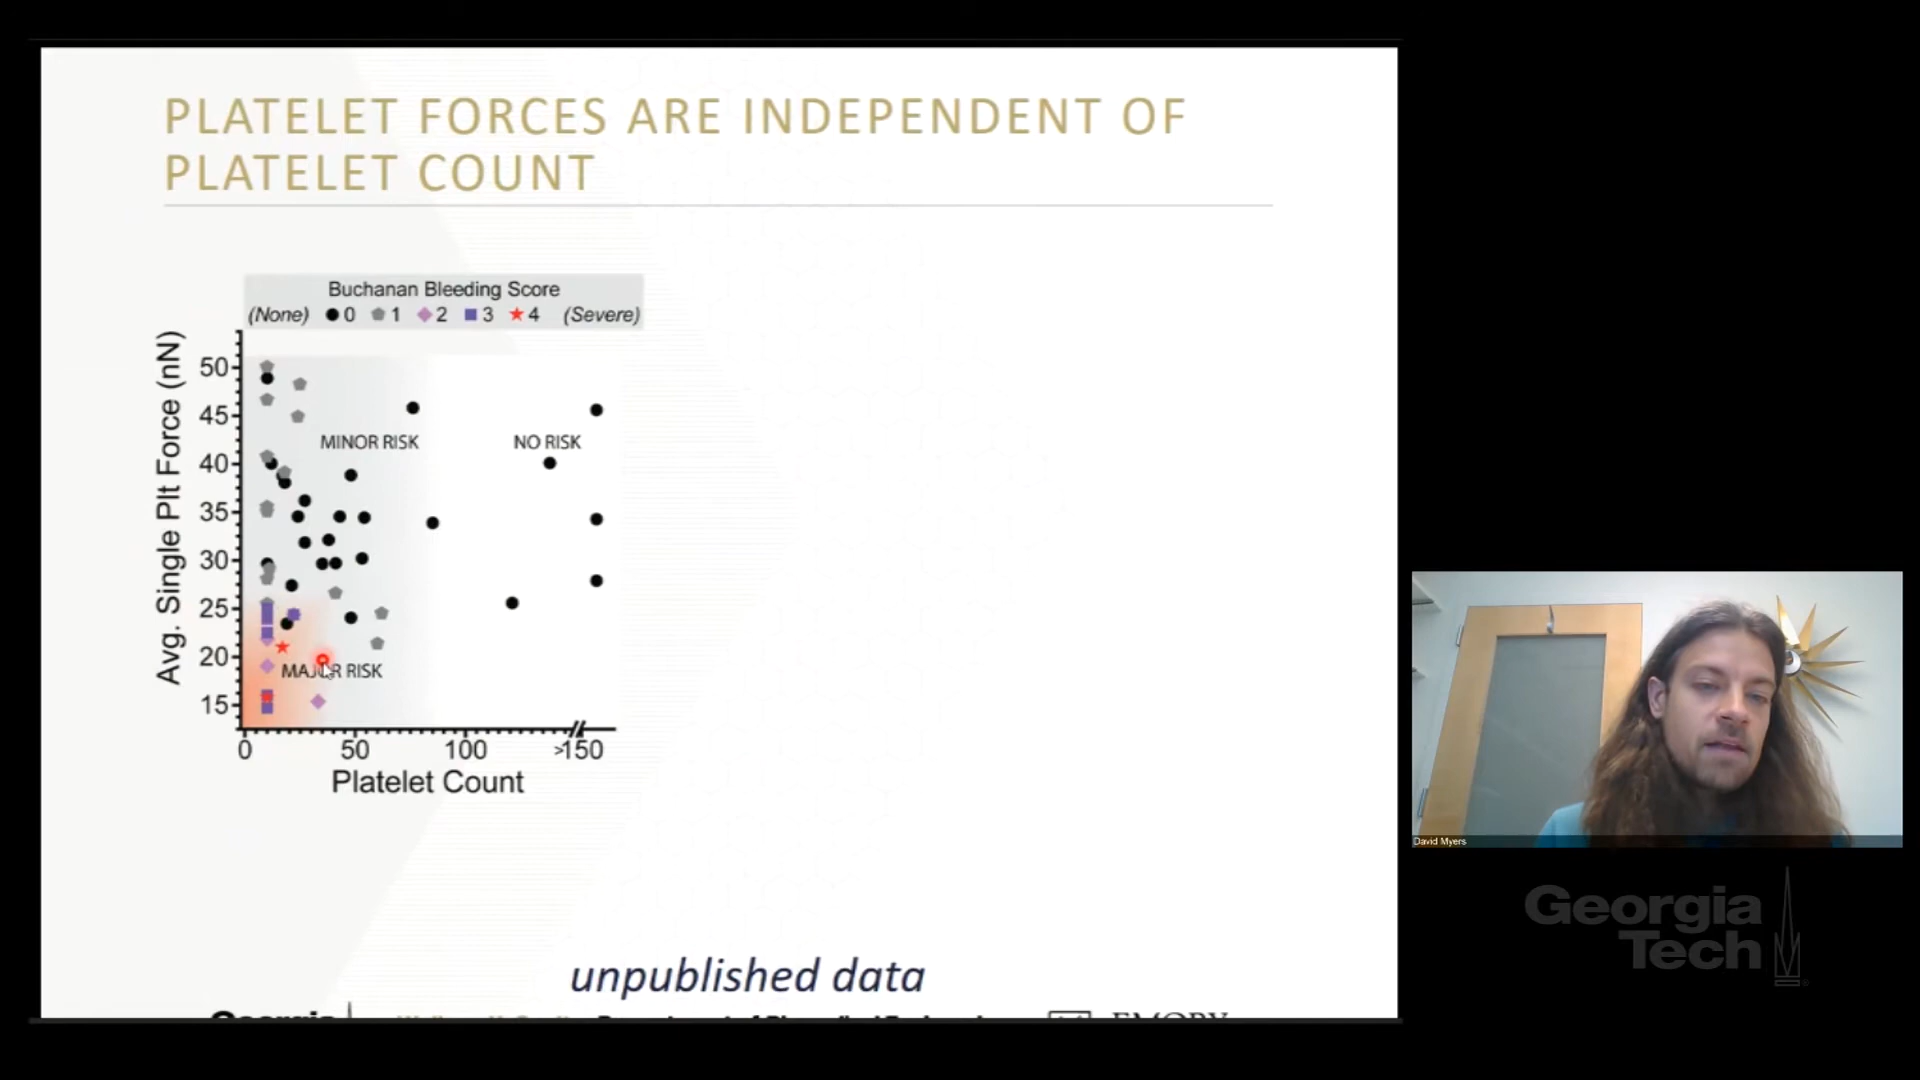 PLATELET FORCES ARE INDEPENDENT OF
PLATELET COUNT
Buchanan Bleeding Score
(None) 0 1 2 3 4 (Severe)
Avg. Single Plt Force (nN)
50
45
MINOR RISK
NO RISK
40
35
30
25
20
MAJOR RISK
15
0 50 100 >150
Platelet Count
unpublished data
David Myers
Georgia
Tech
Georgia
EMORY